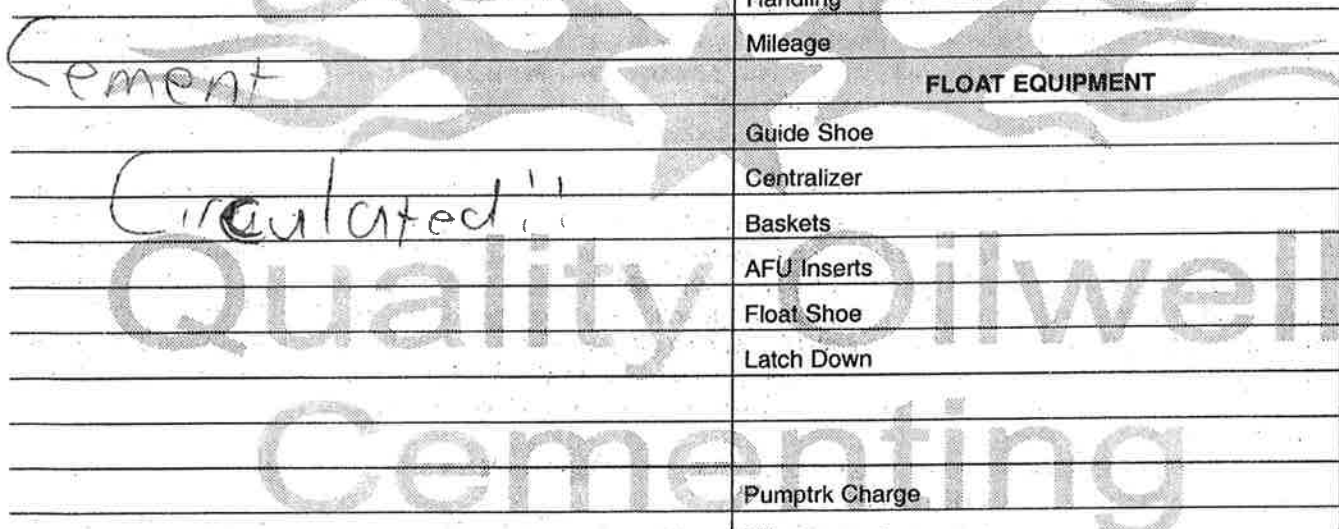 Handling
Mileage
Cement
FLOAT EQUIPMENT
Guide Shoe
Centralizer
Circulated !!
Baskets
AFU Inserts
Quality Oilwell
Float Shoe
Latch Down
Cementing
Pumptrk Charge